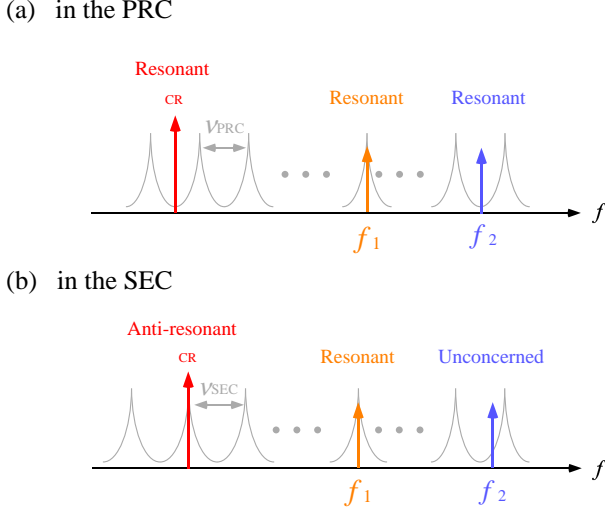 (a) in the PRC
Resonant
CR
νPRC
Resonant
Resonant
f1
f2
f
(b) in the SEC
Anti-resonant
CR
νSEC
Resonant
Unconcerned
f1
f2
f